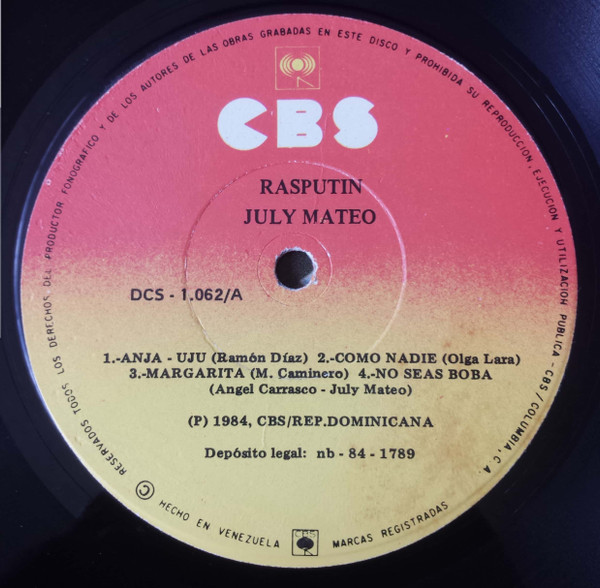 RESERVADOS TODOS LOS DERECHOS DEL PRODUCTOR FONOGRAFICO Y DE LOS AUTORES DE LAS OBRAS GRABADAS EN ESTE DISCO Y PROHIBIDA SU REPRODUCCION, EJECUCION Y UTILIZACION PUBLICA - CBS / COLUMBIA, C.A.
CBS
RASPUTIN
JULY MATEO
DCS - 1.062/A
1.-ANJA - UJU (Ramón Díaz) 2.-COMO NADIE (Olga Lara)
3.-MARGARITA (M. Caminero) 4.-NO SEAS BOBA
(Angel Carrasco - July Mateo)
(P) 1984, CBS/REP.DOMINICANA
Depósito legal: nb - 84 - 1789
© HECHO EN VENEZUELA CBS MARCAS REGISTRADAS